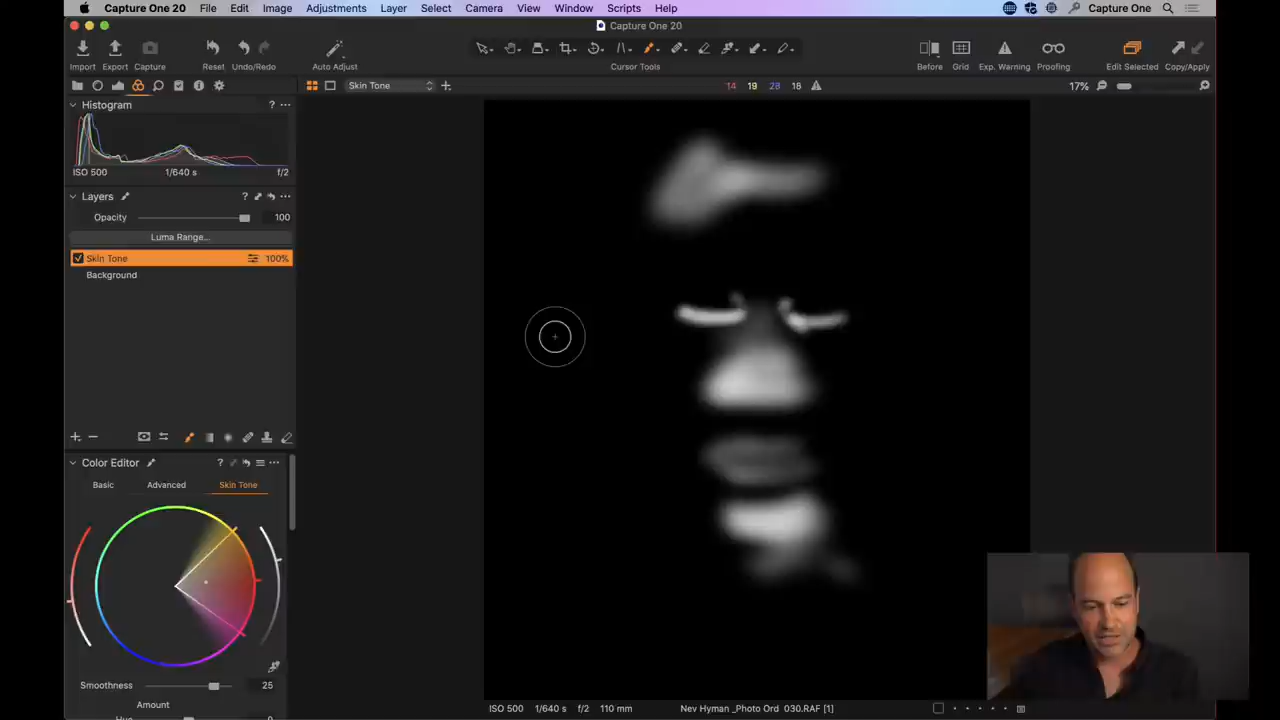 Capture One 20 File Edit Image Adjustments Layer Select Camera View Window Scripts Help Capture One
Capture One 20
Import Export Capture Reset Undo/Redo Auto Adjust Cursor Tools Before Grid Exp. Warning Proofing Edit Selected Copy/Apply
Skin Tone 14 19 28 18 17%
Histogram ? ...
ISO 500 1/640 s f/2
Layers ? ...
Opacity 100
Luma Range...
Skin Tone 100%
Background
Color Editor ? ...
Basic Advanced Skin Tone
Smoothness 25
Amount
Hue 0
ISO 500 1/640 s f/2 110 mm Nev Hyman _Photo Ord 030.RAF [1]